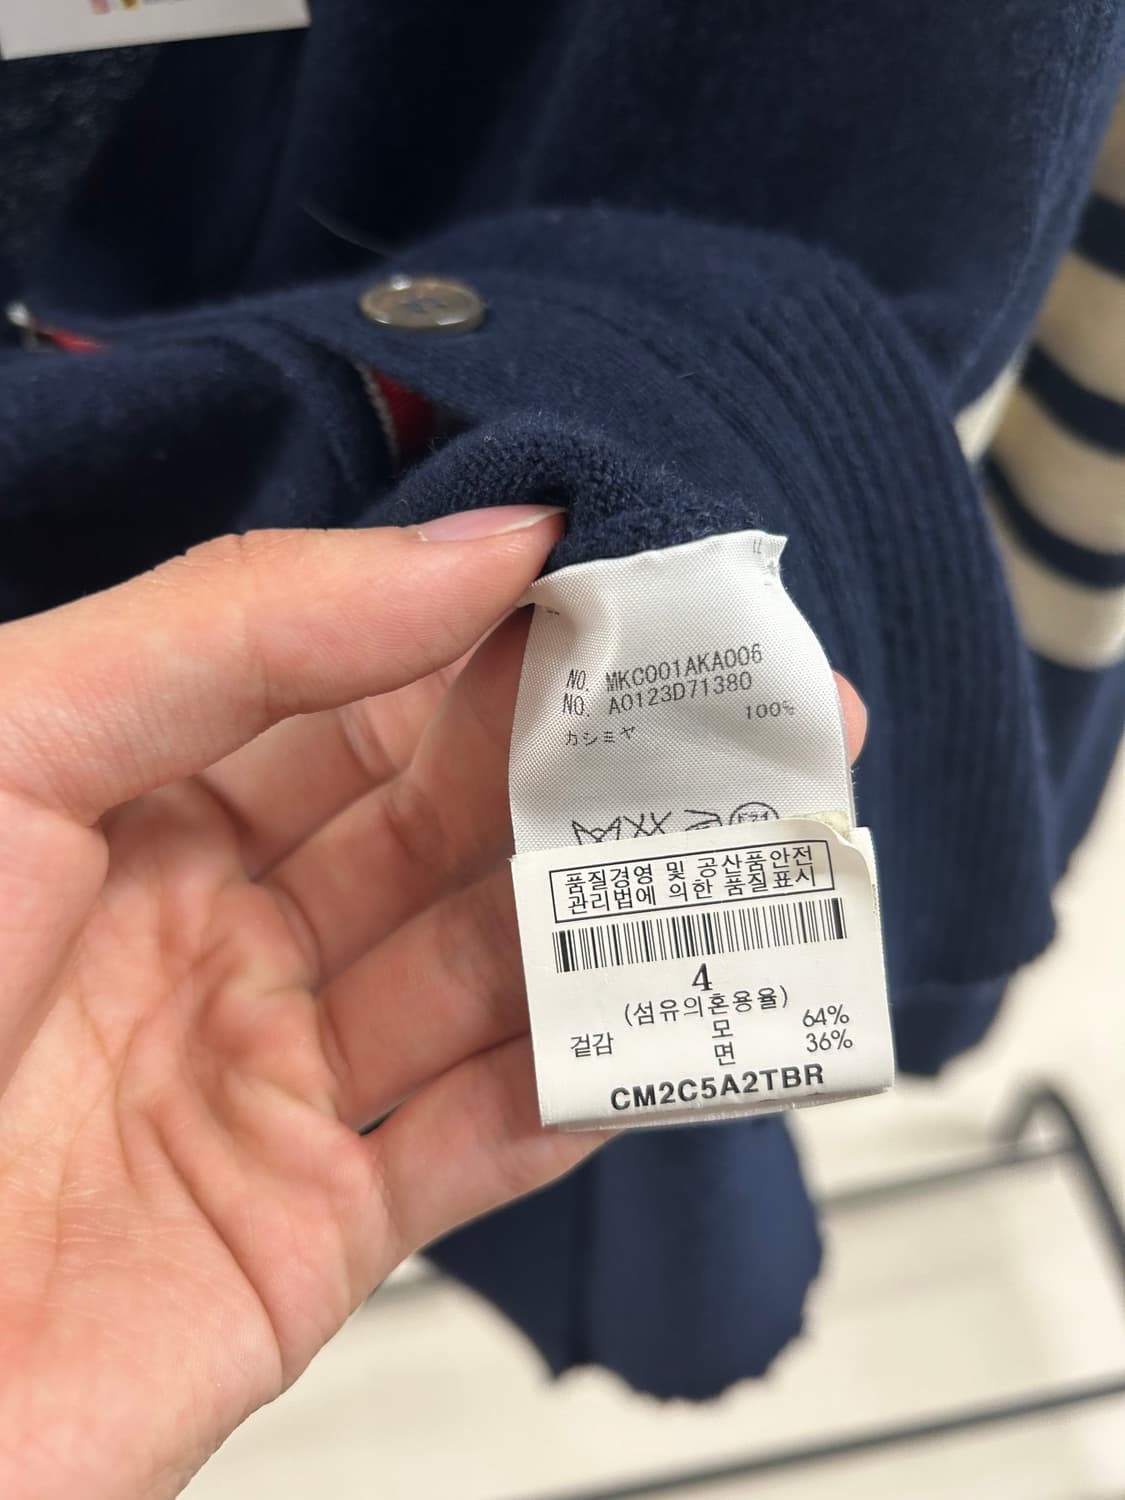 NO. MKC001AKA006
NO. A0123D71380
100%
カシミヤ
품질경영 및 공산품안전
관리법에 의한 품질표시
4
(섬유의혼용율)
겉감 모 64%
면 36%
CM2C5A2TBR